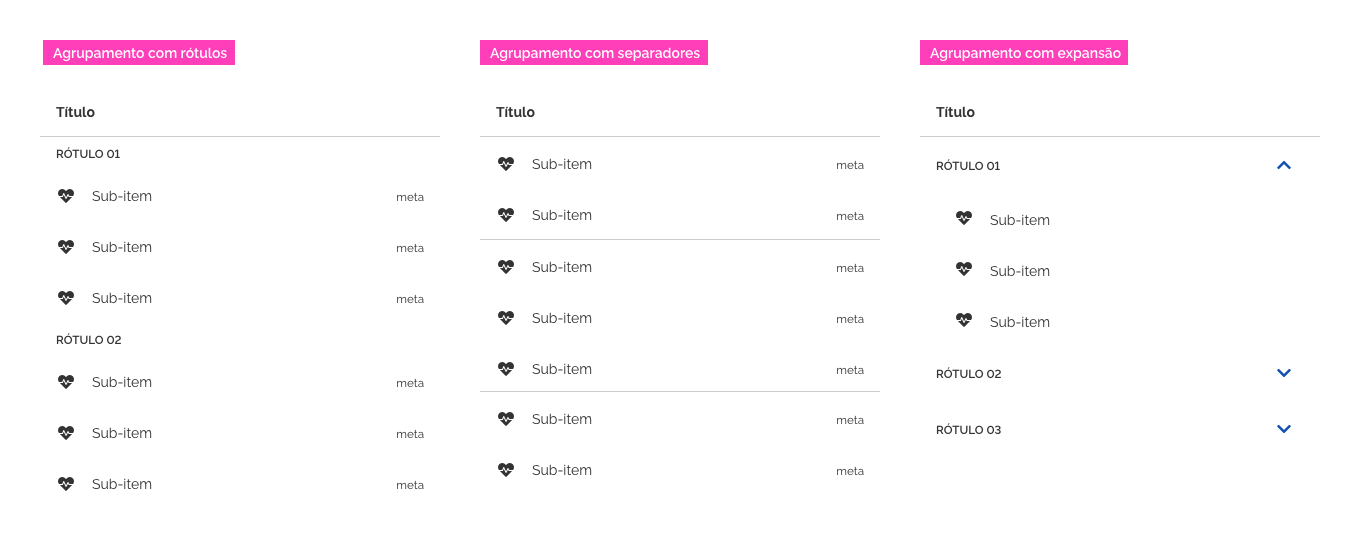 Agrupamento com rótulos
Título
RÓTULO 01
Sub-item meta
Sub-item meta
Sub-item meta
RÓTULO 02
Sub-item meta
Sub-item meta
Sub-item meta
Agrupamento com separadores
Título
Sub-item meta
Sub-item meta
Sub-item meta
Sub-item meta
Sub-item meta
Sub-item meta
Sub-item meta
Agrupamento com expansão
Título
RÓTULO 01
Sub-item
Sub-item
Sub-item
RÓTULO 02
RÓTULO 03